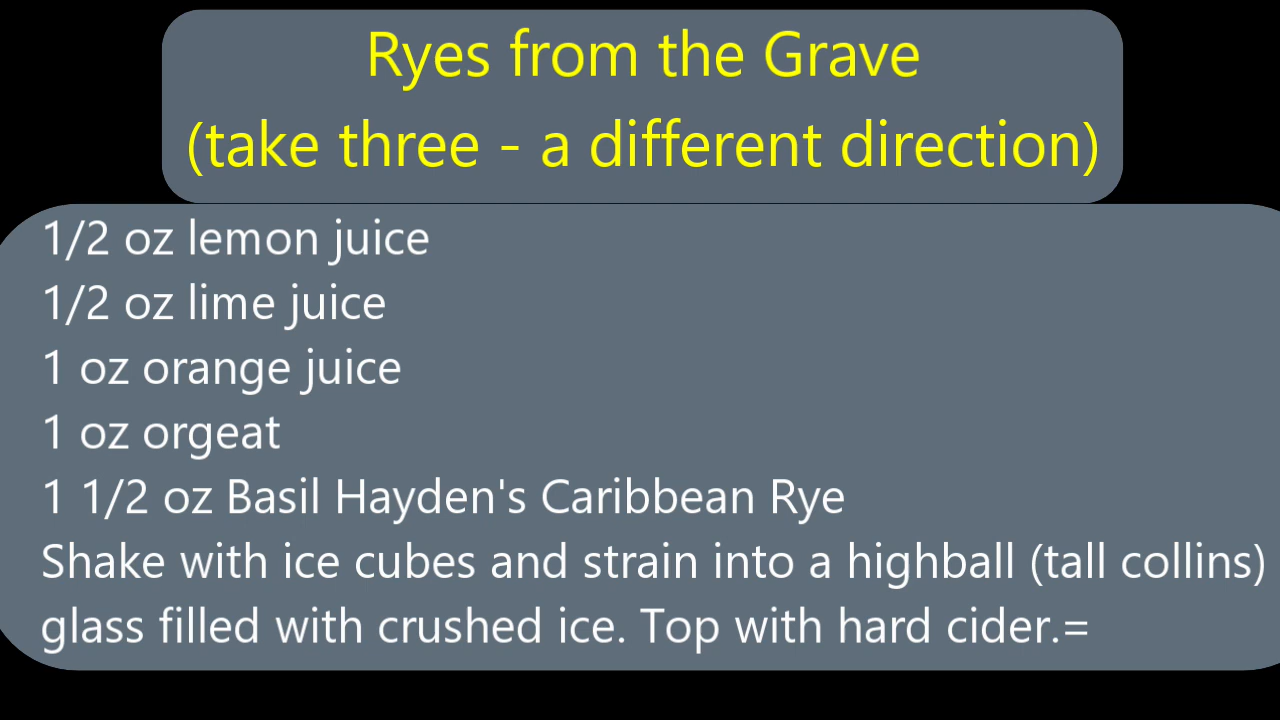 Ryes from the Grave
(take three - a different direction)
1/2 oz lemon juice
1/2 oz lime juice
1 oz orange juice
1 oz orgeat
1 1/2 oz Basil Hayden's Caribbean Rye
Shake with ice cubes and strain into a highball (tall collins)
glass filled with crushed ice. Top with hard cider.=